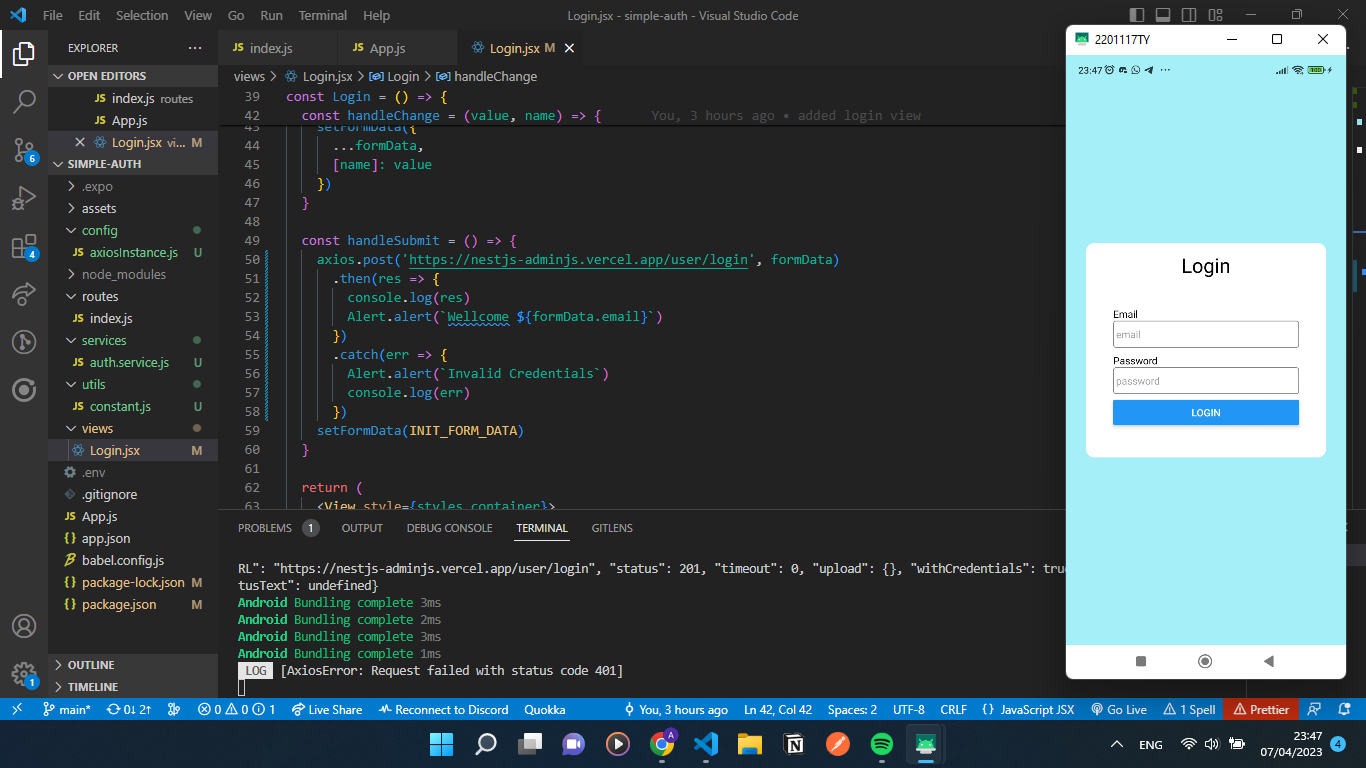 File Edit Selection View Go Run Terminal Help
Login.jsx - simple-auth - Visual Studio Code
EXPLORER
OPEN EDITORS
index.js routes
App.js
Login.jsx vi... M
SIMPLE-AUTH
.expo
assets
config
axiosInstance.js U
node_modules
routes
index.js
services
auth.service.js U
utils
constant.js U
views
Login.jsx M
.env
.gitignore
App.js
app.json
babel.config.js
package-lock.json M
package.json M
OUTLINE
TIMELINE
6
4
1
index.js
App.js
Login.jsx M
views > Login.jsx > Login > handleChange
39 const Login = () => {
42 const handleChange = (value, name) => { You, 3 hours ago • added login view
43 setFormData({
44 ...formData,
45 [name]: value
46 })
47 }
48
49 const handleSubmit = () => {
50 axios.post('https://nestjs-adminjs.vercel.app/user/login', formData)
51 .then(res => {
52 console.log(res)
53 Alert.alert(`Wellcome ${formData.email}`)
54 })
55 .catch(err => {
56 Alert.alert(`Invalid Credentials`)
57 console.log(err)
58 })
59 setFormData(INIT_FORM_DATA)
60 }
61
62 return (
63 <View style={styles.container}>
PROBLEMS 1 OUTPUT DEBUG CONSOLE TERMINAL GITLENS
RL": "https://nestjs-adminjs.vercel.app/user/login", "status": 201, "timeout": 0, "upload": {}, "withCredentials": true
tusText": undefined}
Android Bundling complete 3ms
Android Bundling complete 2ms
Android Bundling complete 3ms
Android Bundling complete 1ms
LOG [AxiosError: Request failed with status code 401]
2201117TY
23:47
100
Login
Email
email
Password
password
LOGIN
main* 0↓ 2↑ 0 0 1 Live Share Reconnect to Discord Quokka You, 3 hours ago Ln 42, Col 42 Spaces: 2 UTF-8 CRLF {} JavaScript JSX Go Live 1 Spell Prettier
A
ENG
23:47
07/04/2023
4